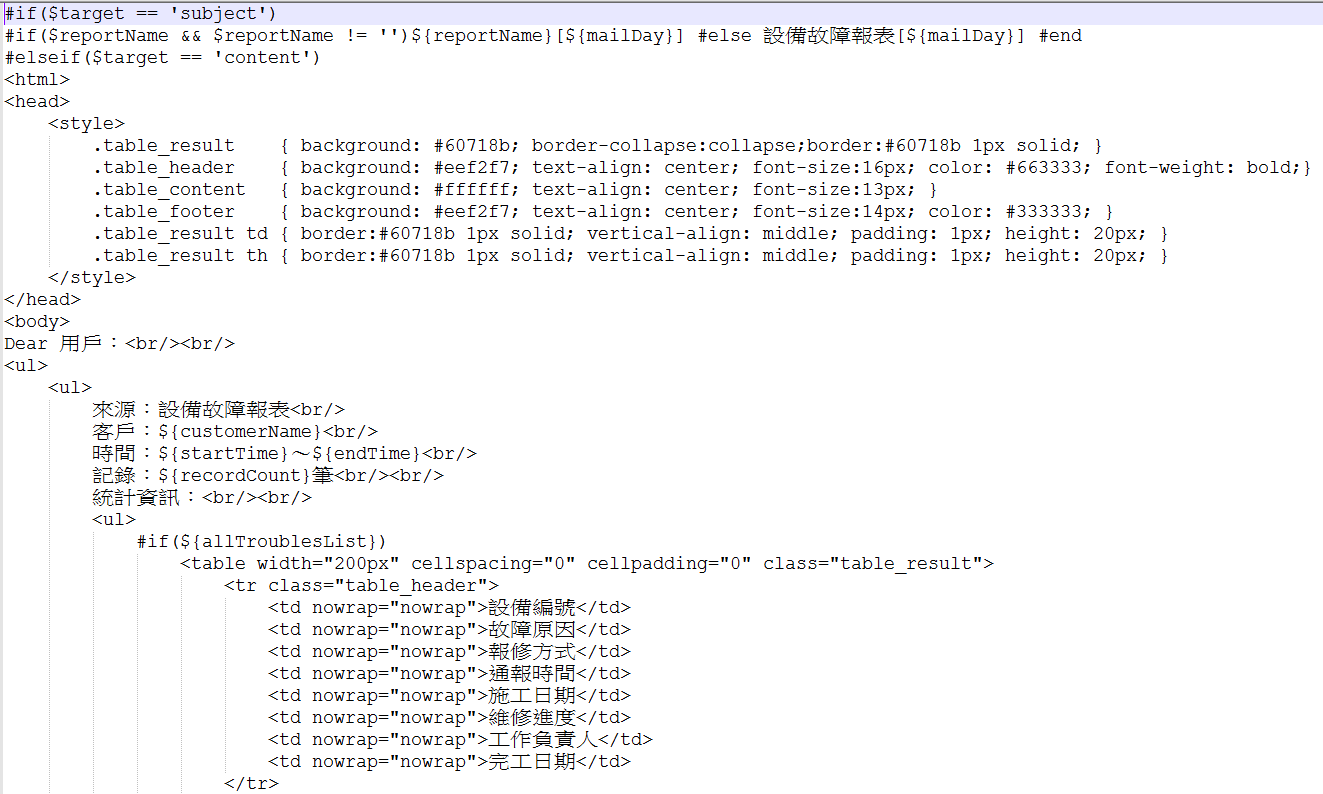 #if($target == 'subject')
#if($reportName && $reportName != '')${reportName}[${mailDay}] #else 設備故障報表[${mailDay}] #end
#elseif($target == 'content')
<html>
<head>
    <style>
        .table_result    { background: #60718b; border-collapse:collapse;border:#60718b 1px solid; }
        .table_header    { background: #eef2f7; text-align: center; font-size:16px; color: #663333; font-weight: bold;}
        .table_content   { background: #ffffff; text-align: center; font-size:13px; }
        .table_footer    { background: #eef2f7; text-align: center; font-size:14px; color: #333333; }
        .table_result td { border:#60718b 1px solid; vertical-align: middle; padding: 1px; height: 20px; }
        .table_result th { border:#60718b 1px solid; vertical-align: middle; padding: 1px; height: 20px; }
    </style>
</head>
<body>
Dear 用戶：<br/><br/>
<ul>
    <ul>
        來源：設備故障報表<br/>
        客戶：${customerName}<br/>
        時間：${startTime}～${endTime}<br/>
        記錄：${recordCount}筆<br/><br/>
        統計資訊：<br/><br/>
        <ul>
            #if(${allTroublesList})
                <table width="200px" cellspacing="0" cellpadding="0" class="table_result">
                    <tr class="table_header">
                        <td nowrap="nowrap">設備編號</td>
                        <td nowrap="nowrap">故障原因</td>
                        <td nowrap="nowrap">報修方式</td>
                        <td nowrap="nowrap">通報時間</td>
                        <td nowrap="nowrap">施工日期</td>
                        <td nowrap="nowrap">維修進度</td>
                        <td nowrap="nowrap">工作負責人</td>
                        <td nowrap="nowrap">完工日期</td>
                    </tr>